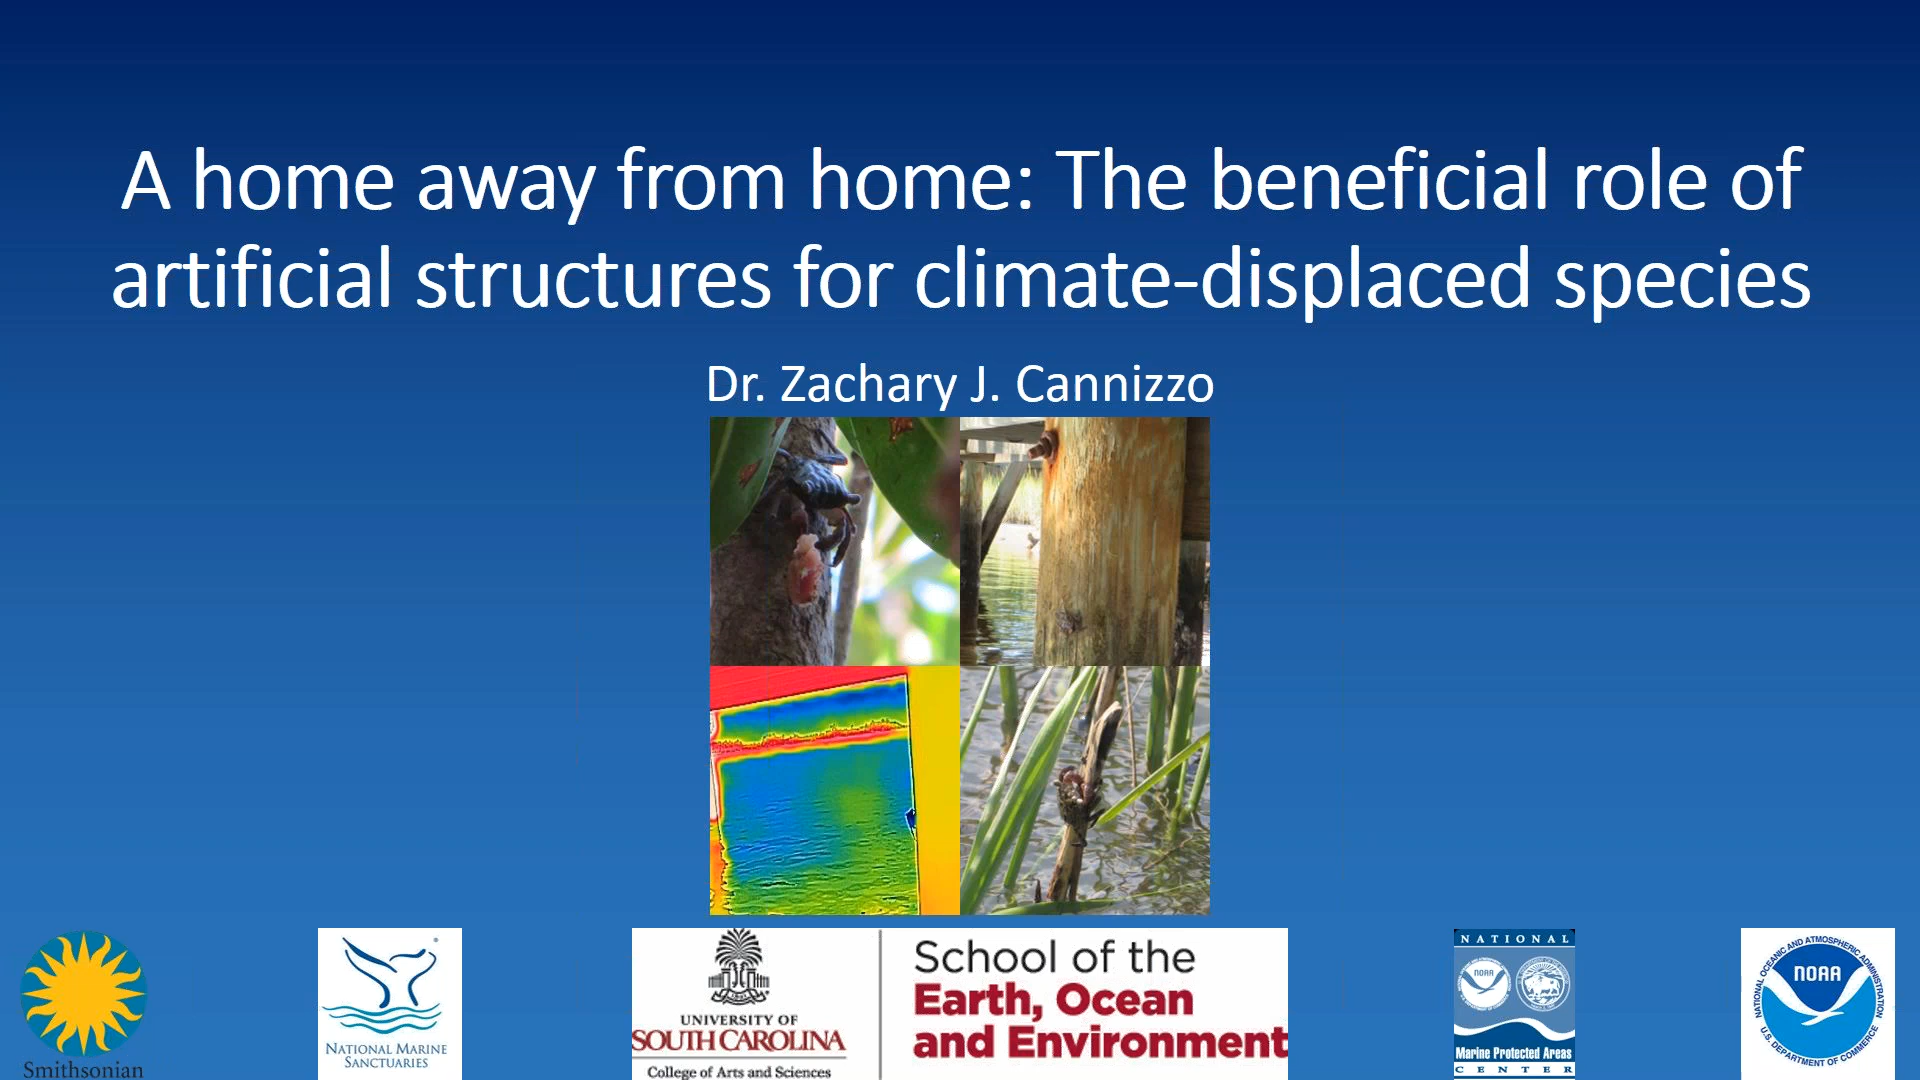 A home away from home: The beneficial role of
artificial structures for climate-displaced species
Dr. Zachary J. Cannizzo
Smithsonian
NATIONAL MARINE
SANCTUARIES
UNIVERSITY OF
SOUTH CAROLINA
College of Arts and Sciences
School of the
Earth, Ocean
and Environment
NATIONAL
NOAA
Marine Protected Areas
CENTER
NATIONAL OCEANIC AND ATMOSPHERIC ADMINISTRATION
NOAA
U.S. DEPARTMENT OF COMMERCE